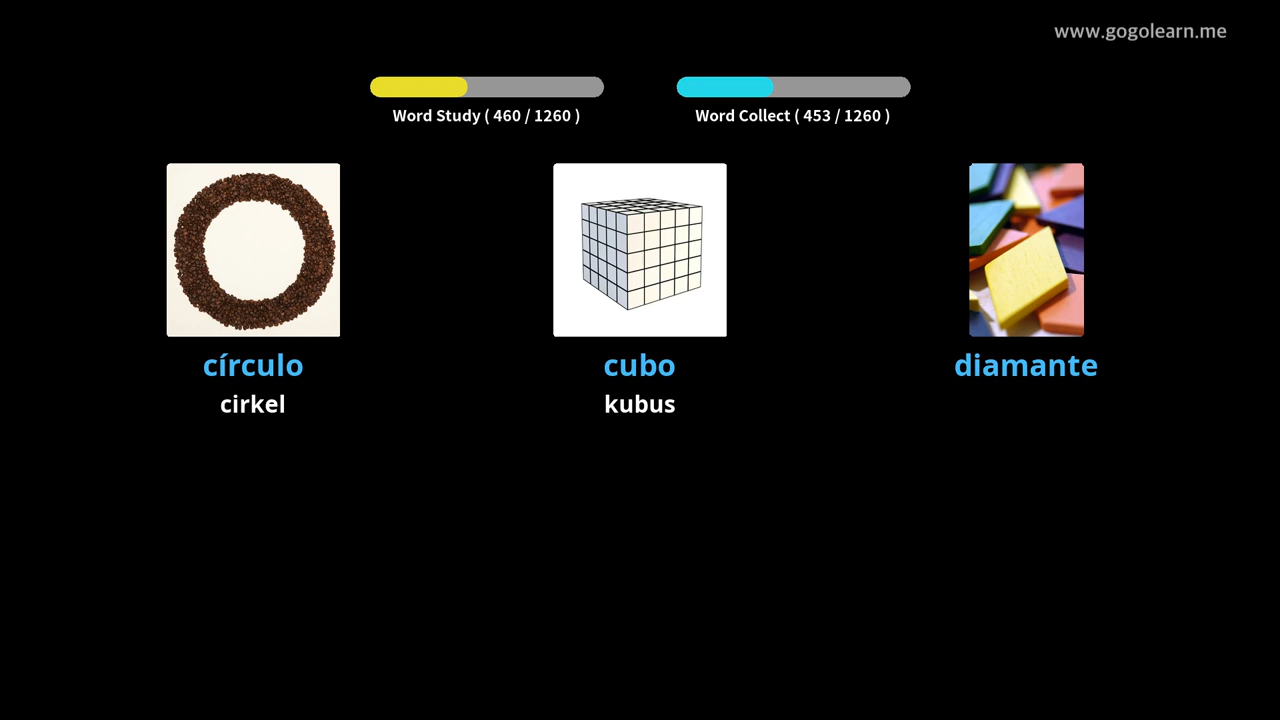 www.gogolearn.me
Word Study ( 460 / 1260 )
Word Collect ( 453 / 1260 )
círculo
cubo
diamante
cirkel
kubus